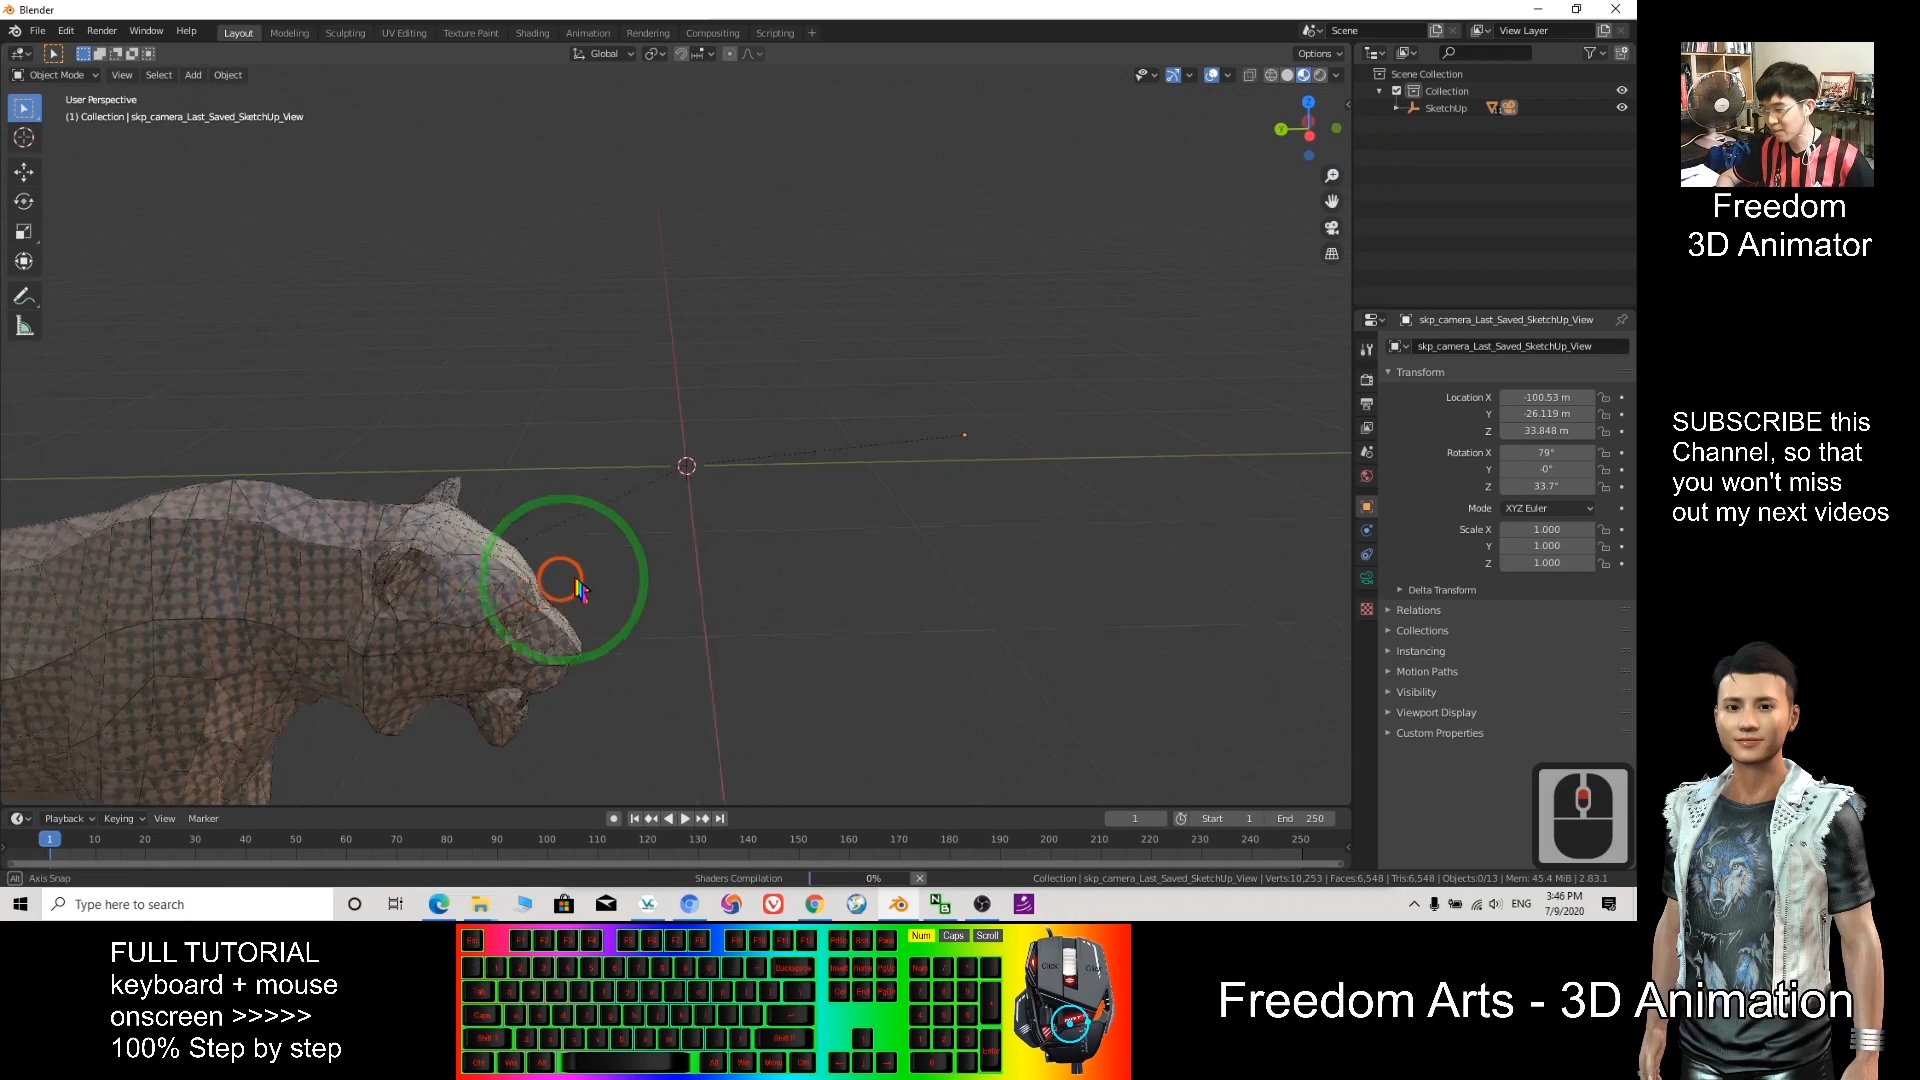 Blender
File Edit Render Window Help
Layout Modeling Sculpting UV Editing Texture Paint Shading Animation Rendering Compositing Scripting +
Scene
View Layer
Global
Options
Object Mode View Select Add Object
User Perspective
(1) Collection | skp_camera_Last_Saved_SketchUp_View
Z
Y
Scene Collection
Collection
SketchUp
skp_camera_Last_Saved_SketchUp_View
skp_camera_Last_Saved_SketchUp_View
Transform
Location X -100.53 m
Y -26.119 m
Z 33.848 m
Rotation X 79°
Y -0°
Z 33.7°
Mode XYZ Euler
Scale X 1.000
Y 1.000
Z 1.000
Delta Transform
Relations
Collections
Instancing
Motion Paths
Visibility
Viewport Display
Custom Properties
Playback Keying View Marker
1 Start 1 End 250
1 10 20 30 40 50 60 70 80 90 100 110 120 130 140 150 160 170 180 190 200 210 220 230 240 250
Alt Axis Snap
Shaders Compilation 0%
Collection | skp_camera_Last_Saved_SketchUp_View | Verts:10,253 | Faces:6,548 | Tris:6,548 | Objects:0/13 | Mem: 45.4 MiB | 2.83.1
Type here to search
ENG
3:46 PM
7/9/2020
Freedom
3D Animator
SUBSCRIBE this
Channel, so that
you won't miss
out my next videos
FULL TUTORIAL
keyboard + mouse
onscreen >>>>>
100% Step by step
Num Caps Scroll
Click Click
Freedom Arts - 3D Animation